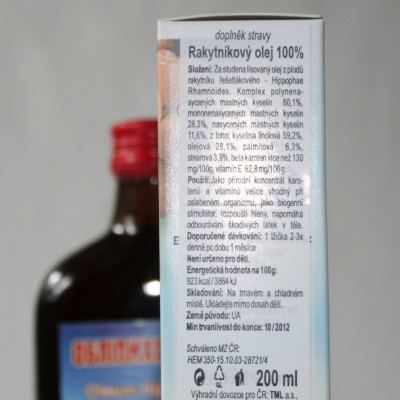 doplněk stravy
Rakytníkový olej 100%
Složení: Za studena lisovaný olej z plodů
rakytníku řešetlákového - Hippophae
Rhamnoides. Komplex polynena-
sycených mastných kyselin 60,1%,
mononenasycených mastných kyselin
28,3%, nasycených mastných kyselin
11,6%, z toho: kyselina linolová 59,2%,
olejová 28,1%, palmitová - 6,3%,
stearová 3,9%, beta karoten více než 130
mg/100g, vitamín E 62,8 mg/100g.
Použití: Jako přírodní koncentrát karo-
tenů a vitamínů velice vhodný při
oslabeném organizmu, jako biogenní
stimulátor, rozpouští hleny, napomáhá
odbourávání škodlivých látek v těle.
Doporučené dávkování: 1 lžička 2-3x
denně po dobu 1 měsíce
Není určeno pro děti.
Energetická hodnota na 100g:
923 kcal / 3864 kJ
Skladování: Na tmavém a chladném
místě. Ukládejte mimo dosah dětí.
Země původu: UA
Min trvanlivost do konce: 10 / 2012
Schváleno MZ ČR:
HEM 350-15.10.03-28721/4
GL
200 ml
Výhradní dovozce pro ČR: TML a.s.,